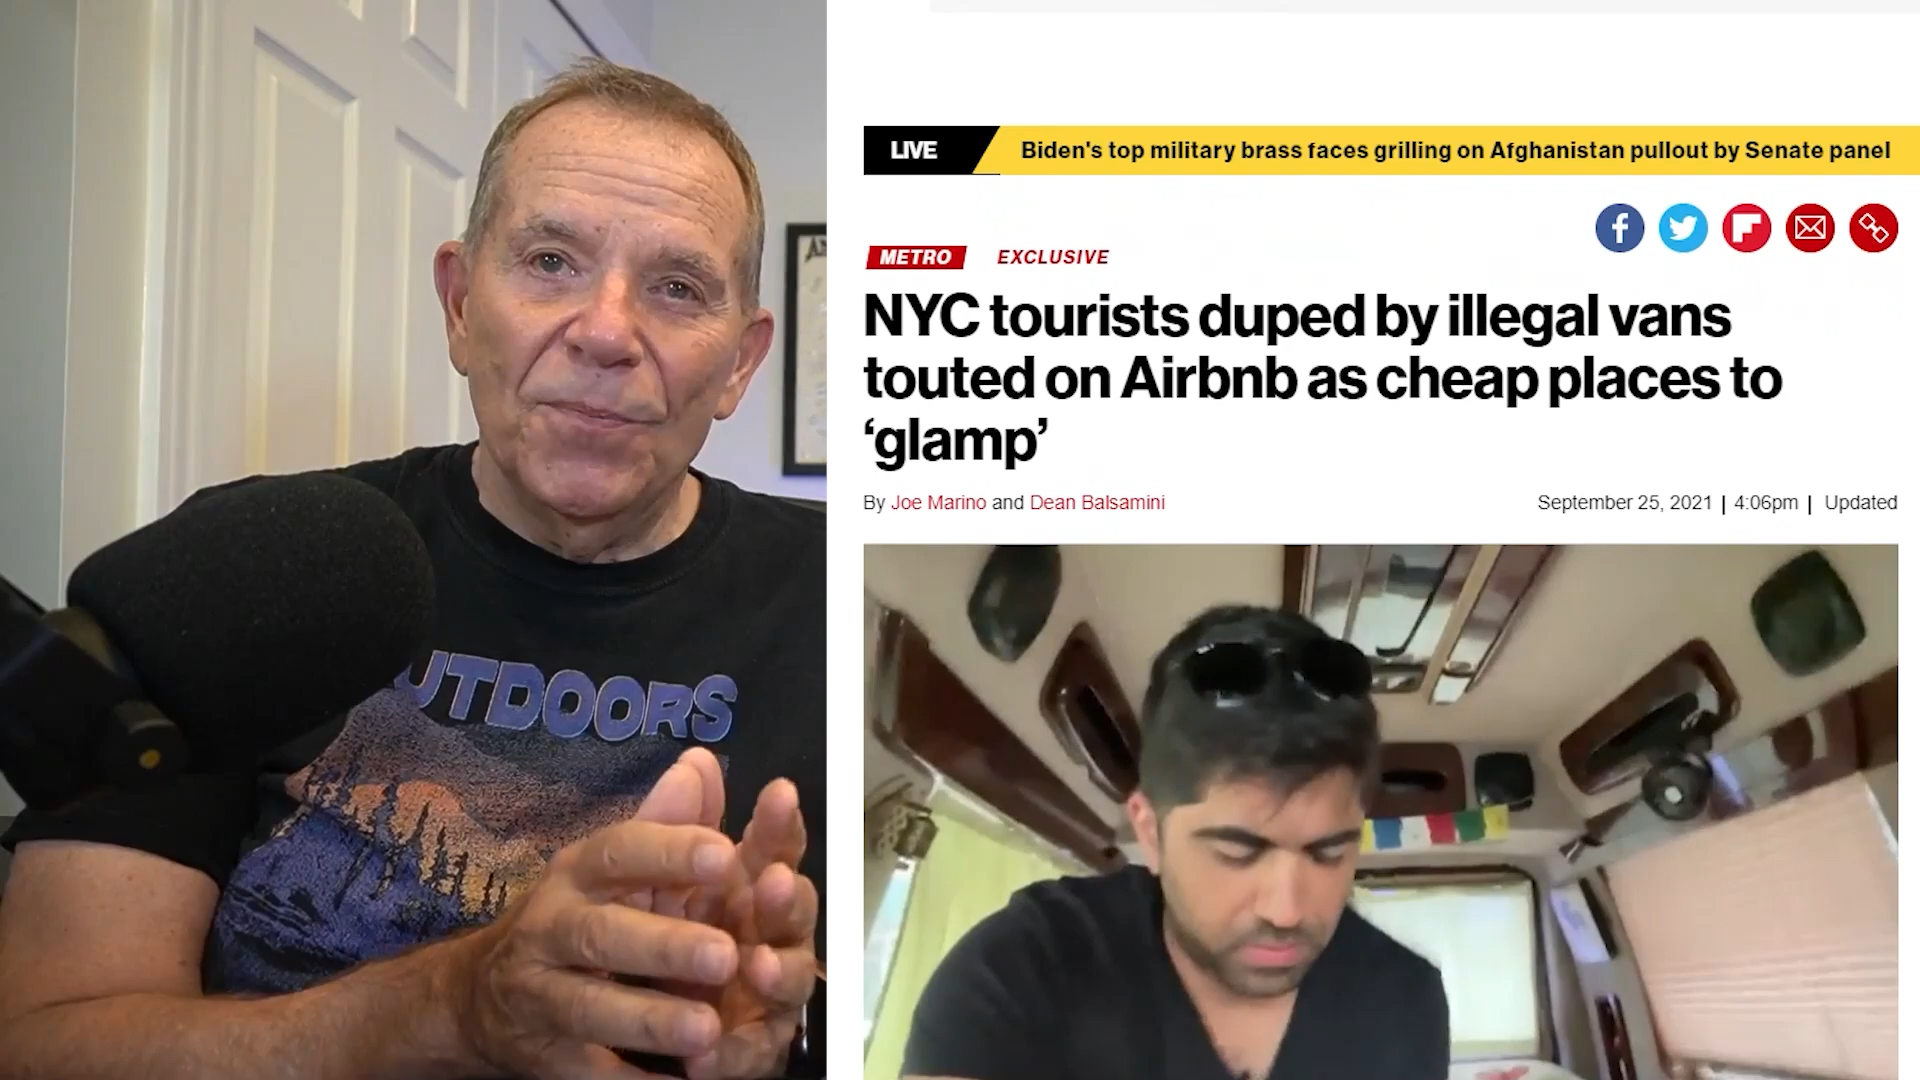 LIVE Biden's top military brass faces grilling on Afghanistan pullout by Senate panel
METRO EXCLUSIVE
NYC tourists duped by illegal vans
touted on Airbnb as cheap places to
‘glamp’
By Joe Marino and Dean Balsamini September 25, 2021 | 4:06pm | Updated
UTDOORS